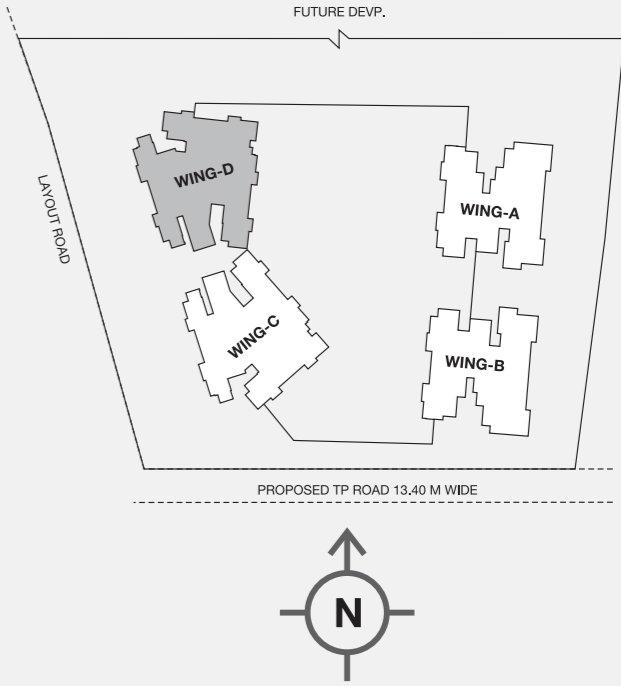 FUTURE DEVP.
WING-D
WING-A
LAYOUT ROAD
WING-C
WING-B
PROPOSED TP ROAD 13.40 M WIDE
N